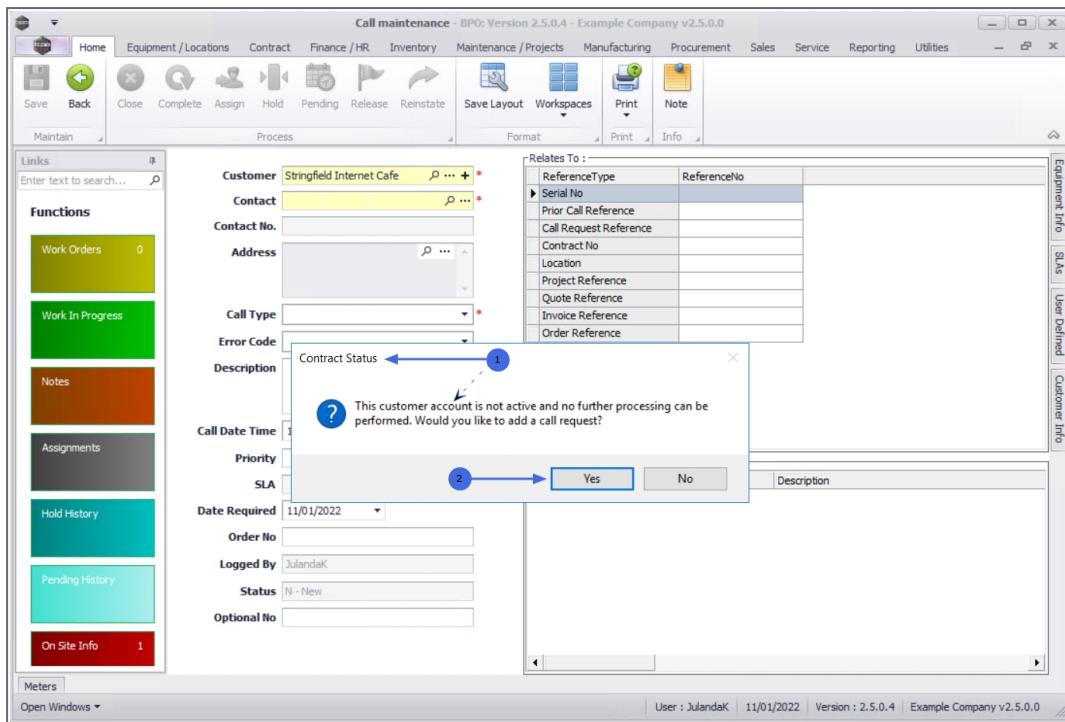 Call maintenance - BPO: Version 2.5.0.4 - Example Company v2.5.0.0
Home Equipment / Locations Contract Finance / HR Inventory Maintenance / Projects Manufacturing Procurement Sales Service Reporting Utilities
Save Back Close Complete Assign Hold Pending Release Reinstate Save Layout Workspaces Print Note
Maintain Process Format Print Info
Links
Enter text to search...
Functions
Work Orders 0
Work In Progress
Notes
Assignments
Hold History
Pending History
On Site Info 1
Customer Stringfield Internet Cafe *
Contact *
Contact No.
Address
Call Type *
Error Code
Description
Call Date Time 1
Priority
SLA
Date Required 11/01/2022
Order No
Logged By JulandaK
Status N - New
Optional No
Relates To :
ReferenceType ReferenceNo
Serial No
Prior Call Reference
Call Request Reference
Contract No
Location
Project Reference
Quote Reference
Invoice Reference
Order Reference
Contract Status
1
This customer account is not active and no further processing can be
performed. Would you like to add a call request?
2
Yes No
Description
Equipment Info
SLAs
User Defined
Customer Info
Meters
Open Windows User : JulandaK 11/01/2022 Version : 2.5.0.4 Example Company v2.5.0.0